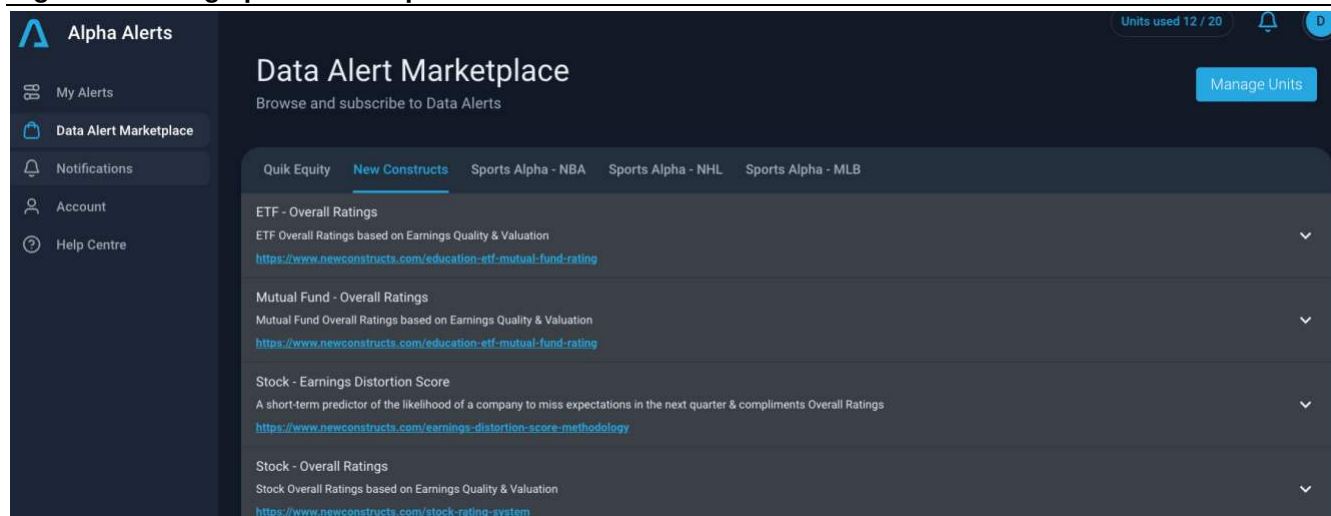 Alpha Alerts
Units used 12 / 20
D
Data Alert Marketplace
Browse and subscribe to Data Alerts
Manage Units
My Alerts
Data Alert Marketplace
Notifications
Account
Help Centre
Quik Equity New Constructs Sports Alpha - NBA Sports Alpha - NHL Sports Alpha - MLB
ETF - Overall Ratings
ETF Overall Ratings based on Earnings Quality & Valuation
https://www.newconstructs.com/education-etf-mutual-fund-rating
Mutual Fund - Overall Ratings
Mutual Fund Overall Ratings based on Earnings Quality & Valuation
https://www.newconstructs.com/education-etf-mutual-fund-rating
Stock - Earnings Distortion Score
A short-term predictor of the likelihood of a company to miss expectations in the next quarter & compliments Overall Ratings
https://www.newconstructs.com/earnings-distortion-score-methodology
Stock - Overall Ratings
Stock Overall Ratings based on Earnings Quality & Valuation
https://www.newconstructs.com/stock-rating-system